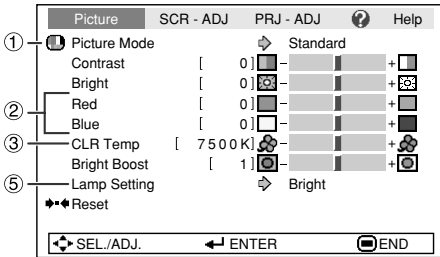 Picture SCR - ADJ PRJ - ADJ ? Help
① Picture Mode Standard
Contrast [ 0] - +
Bright [ 0] - +
② Red [ 0] - +
Blue [ 0] - +
③ CLR Temp [ 7500K] - +
Bright Boost [ 1] - +
⑤ Lamp Setting Bright
Reset
SEL./ADJ. ENTER END